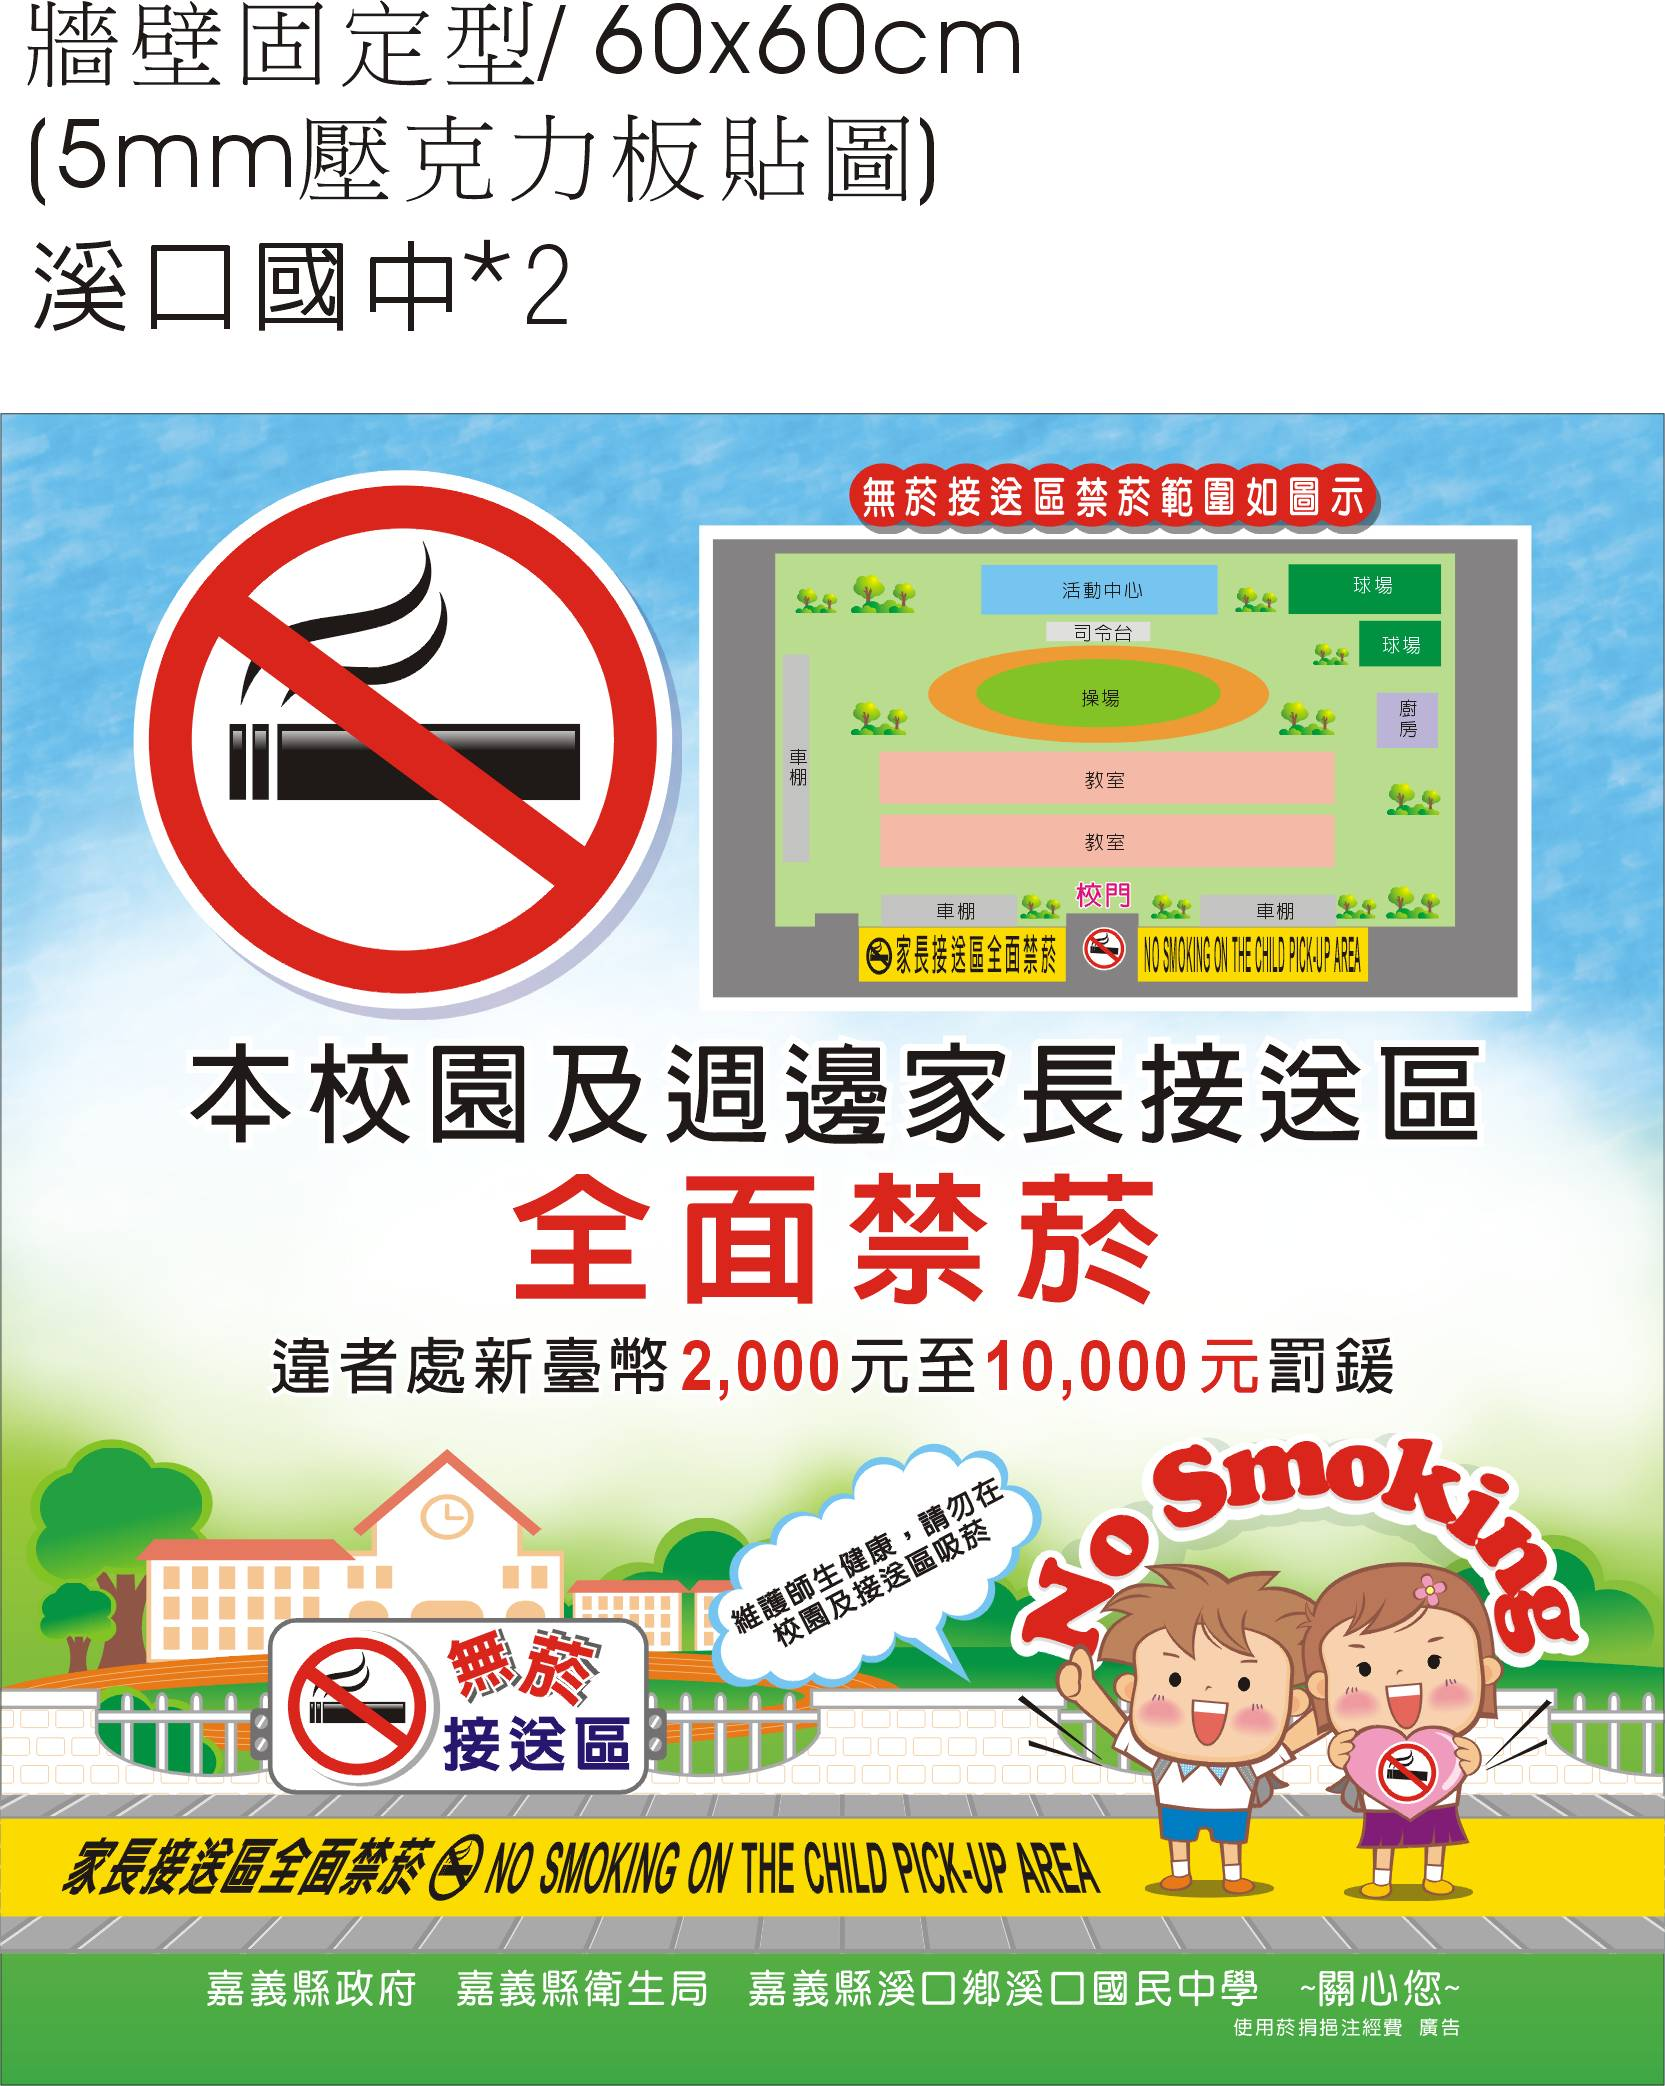 牆壁固定型/ 60x60cm
(5mm壓克力板貼圖)
溪口國中*2
無菸接送區禁菸範圍如圖示
活動中心
球場
司令台
球場
操場
廚房
車棚
教室
教室
校門
車棚
車棚
家長接送區全面禁菸
NO SMOKING ON THE CHILD PICK-UP AREA
本校園及週邊家長接送區
全面禁菸
違者處新臺幣2,000元至10,000元罰鍰
No Smoking
維護師生健康，請勿在
校園及接送區吸菸
無菸
接送區
家長接送區全面禁菸 NO SMOKING ON THE CHILD PICK-UP AREA
嘉義縣政府 嘉義縣衛生局 嘉義縣溪口鄉溪口國民中學 ~關心您~
使用菸捐挹注經費 廣告